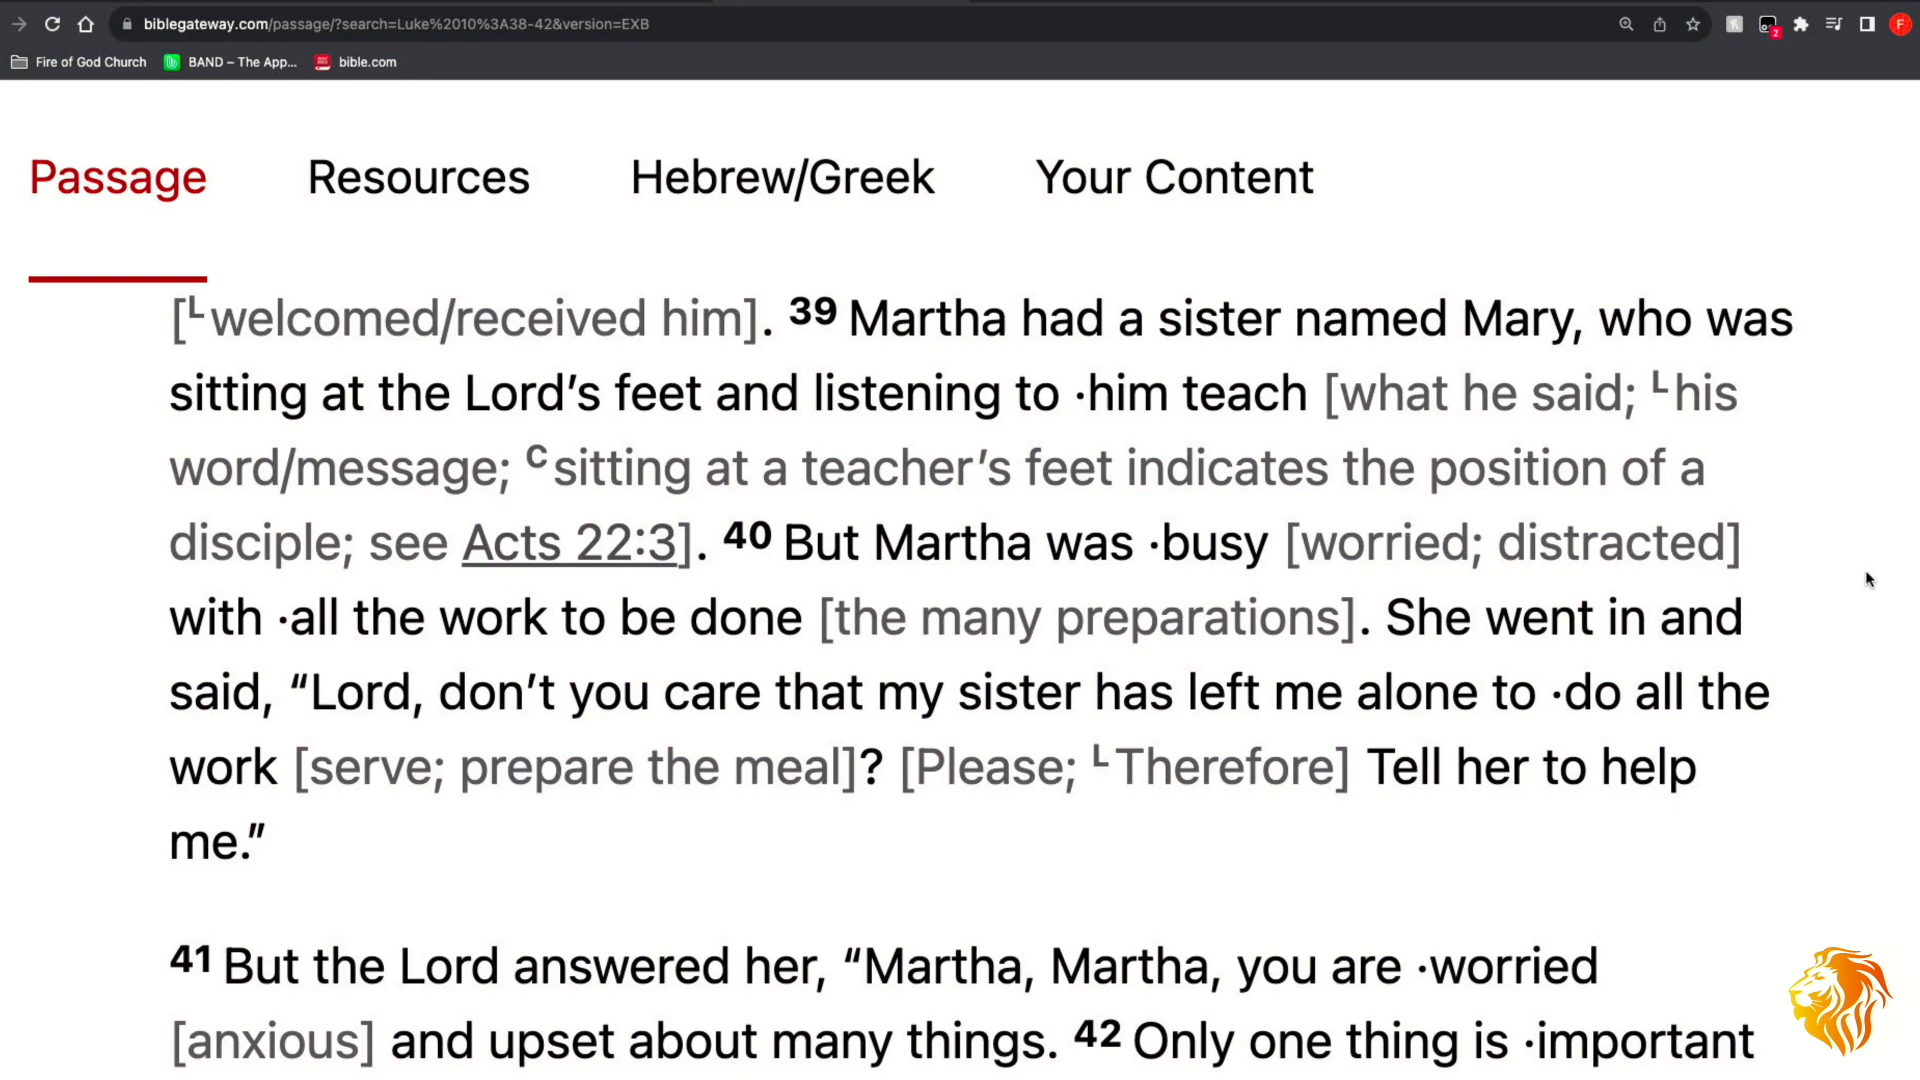 biblegateway.com/passage/?search=Luke%2010%3A38-42&version=EXB
2
F
Fire of God Church
BAND – The App...
bible.com
Passage
Resources
Hebrew/Greek
Your Content
[ᴸwelcomed/received him]. 39 Martha had a sister named Mary, who was
sitting at the Lord’s feet and listening to ·him teach [what he said; ᴸhis
word/message; ᶜsitting at a teacher’s feet indicates the position of a
disciple; see Acts 22:3]. 40 But Martha was ·busy [worried; distracted]
with ·all the work to be done [the many preparations]. She went in and
said, “Lord, don’t you care that my sister has left me alone to ·do all the
work [serve; prepare the meal]? [Please; ᴸTherefore] Tell her to help
me.”
41 But the Lord answered her, “Martha, Martha, you are ·worried
[anxious] and upset about many things. 42 Only one thing is ·important